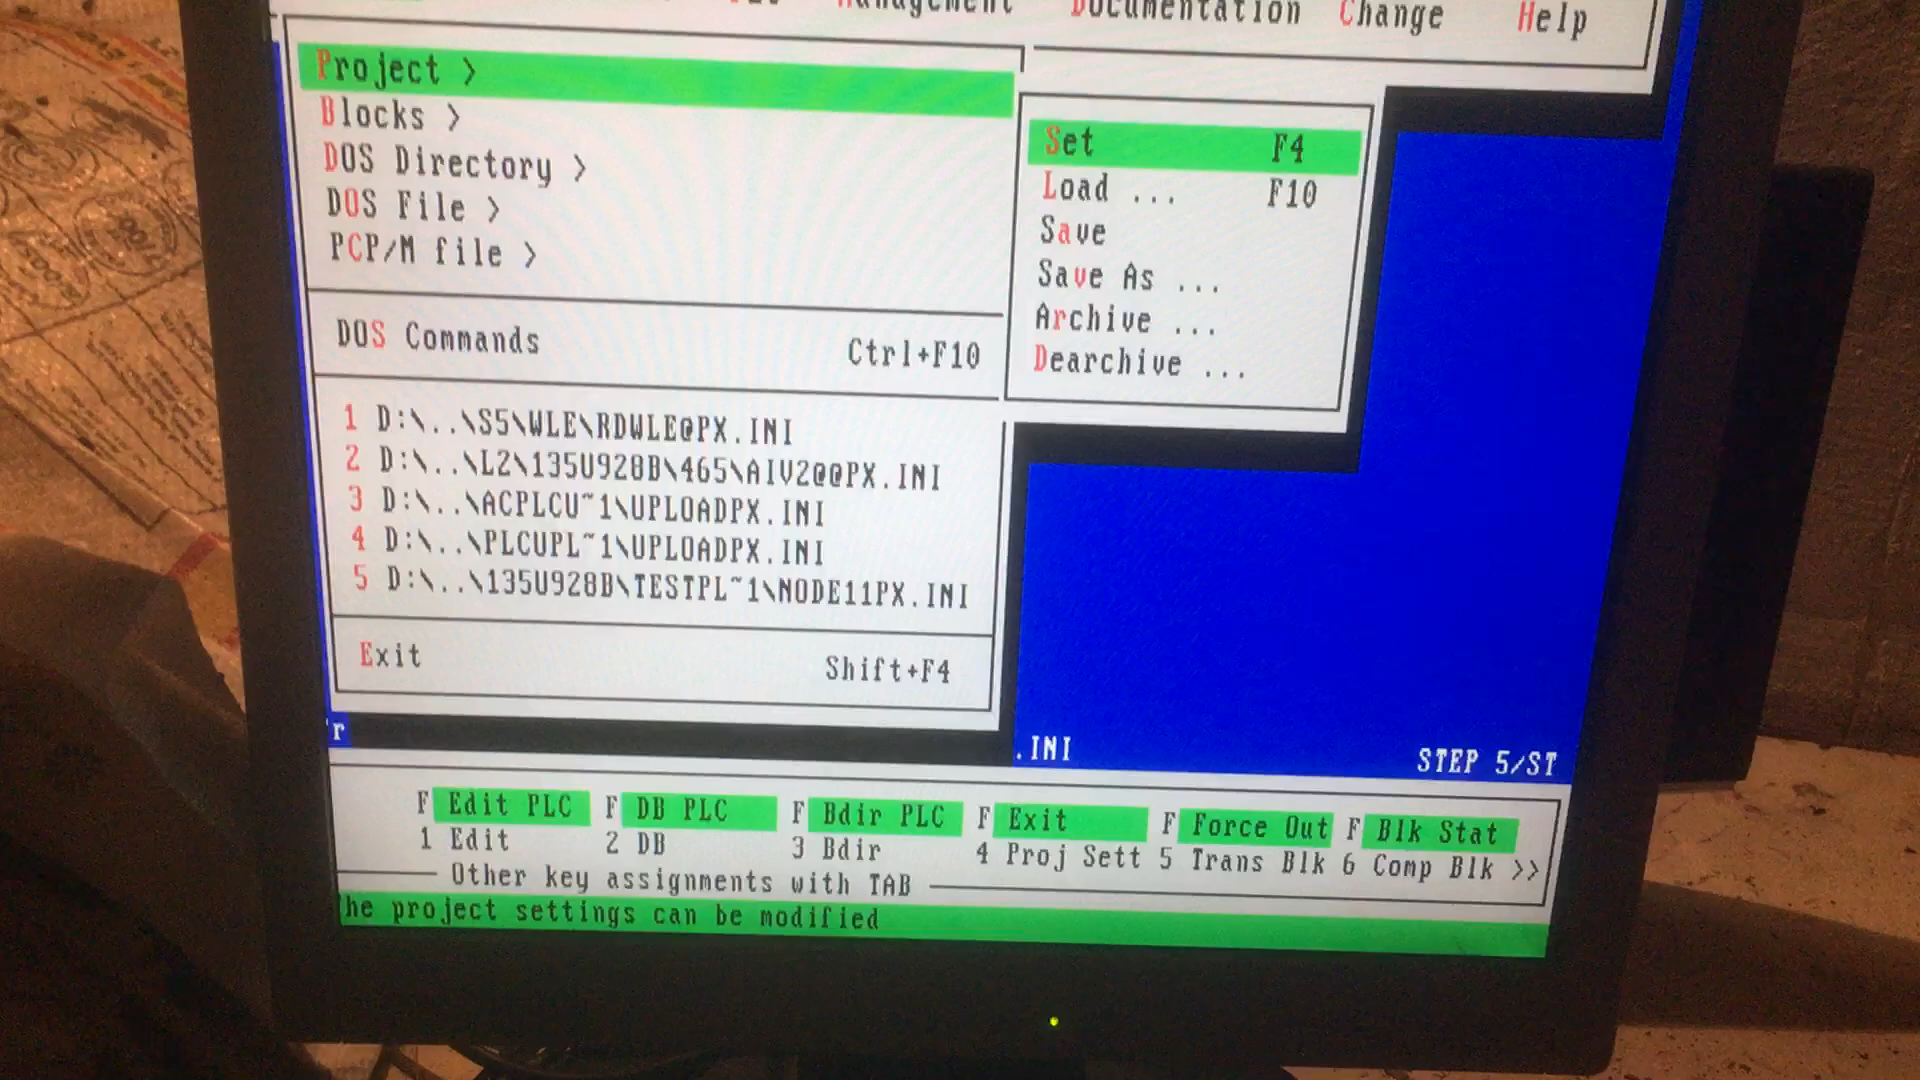 Management Documentation Change Help
Project >
Blocks >
DOS Directory >
DOS File >
PCP/M file >
DOS Commands Ctrl+F10
1 D:\..\S5\WLE\RDWLE@PX.INI
2 D:\..\L2\135U928B\465\AIV2@@PX.INI
3 D:\..\ACPLCU~1\UPLOADPX.INI
4 D:\..\PLCUPL~1\UPLOADPX.INI
5 D:\..\135U928B\TESTPL~1\NODE11PX.INI
Exit Shift+F4
Set F4
Load ... F10
Save
Save As ...
Archive ...
Dearchive ...
r .INI STEP 5/ST
F Edit PLC F DB PLC F Bdir PLC F Exit F Force Out F Blk Stat
1 Edit 2 DB 3 Bdir 4 Proj Sett 5 Trans Blk 6 Comp Blk >>
Other key assignments with TAB
he project settings can be modified